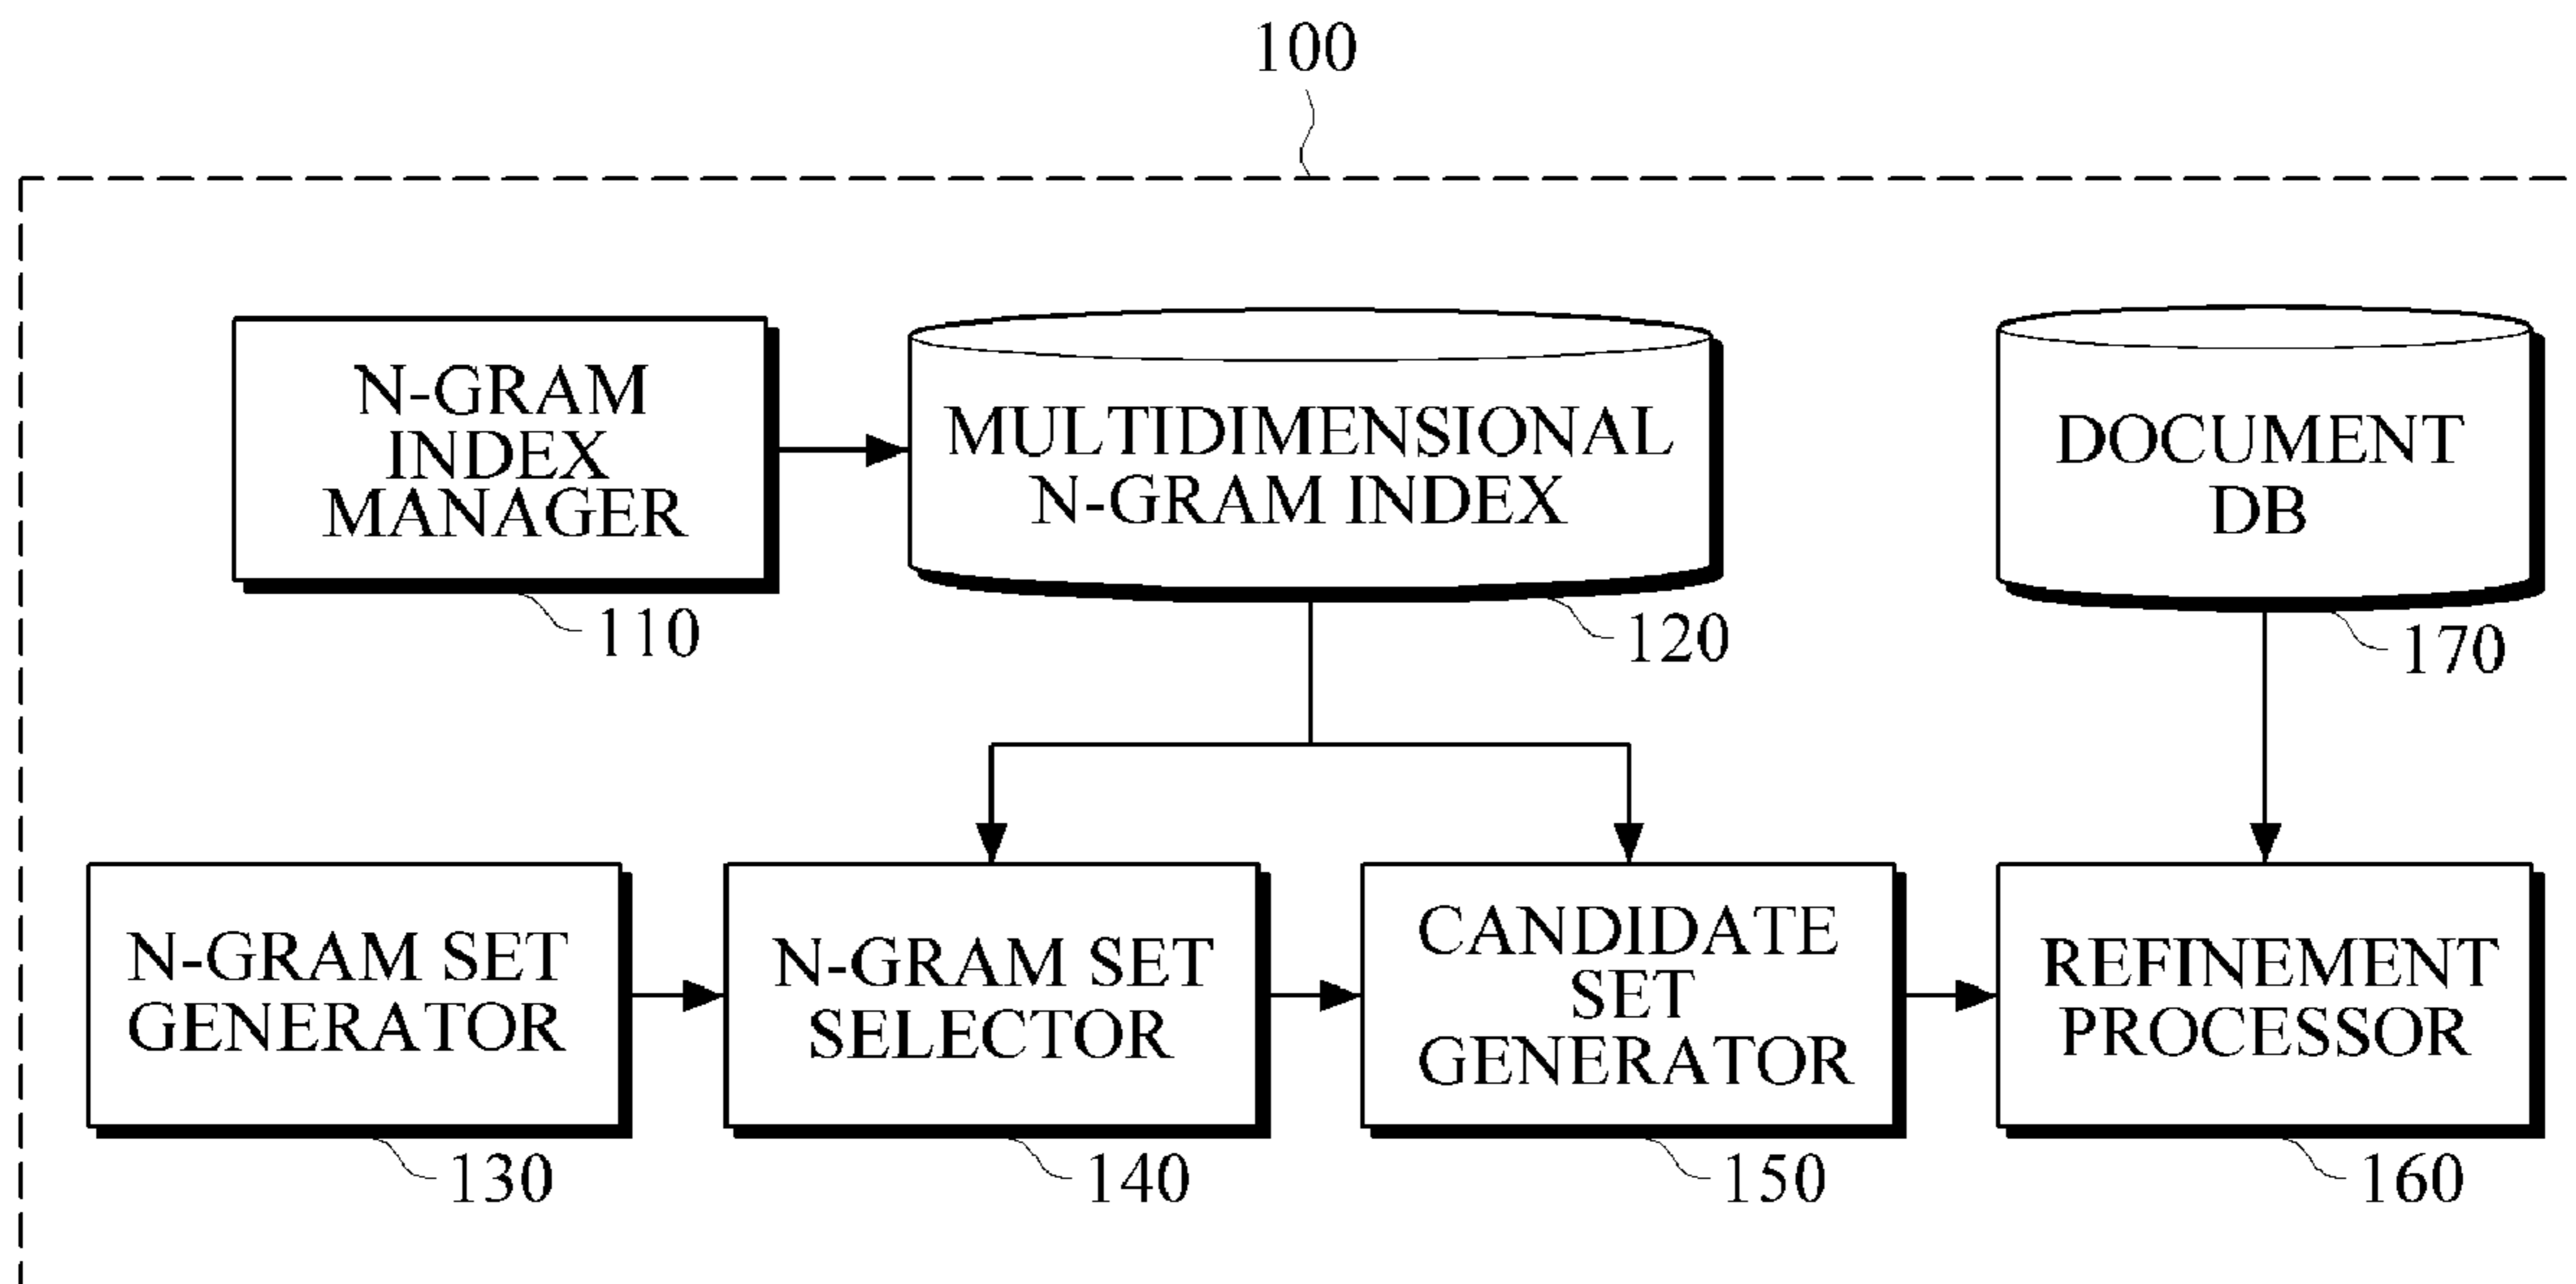 100
N-GRAM
INDEX
MANAGER
110
MULTIDIMENSIONAL
N-GRAM INDEX
120
DOCUMENT
DB
170
N-GRAM SET
GENERATOR
130
N-GRAM SET
SELECTOR
140
CANDIDATE
SET
GENERATOR
150
REFINEMENT
PROCESSOR
160